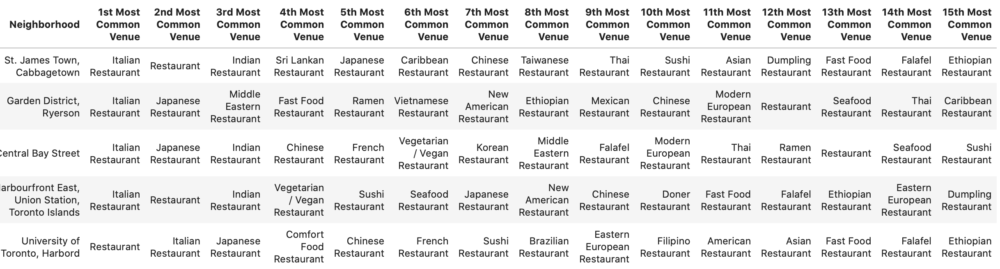 Neighborhood 1st Most Common Venue 2nd Most Common Venue 3rd Most Common Venue 4th Most Common Venue 5th Most Common Venue 6th Most Common Venue 7th Most Common Venue 8th Most Common Venue 9th Most Common Venue 10th Most Common Venue 11th Most Common Venue 12th Most Common Venue 13th Most Common Venue 14th Most Common Venue 15th Most Common Venue
St. James Town, Cabbagetown Italian Restaurant Restaurant Indian Restaurant Sri Lankan Restaurant Japanese Restaurant Caribbean Restaurant Chinese Restaurant Taiwanese Restaurant Thai Restaurant Sushi Restaurant Asian Restaurant Dumpling Restaurant Fast Food Restaurant Falafel Restaurant Ethiopian Restaurant
Garden District, Ryerson Italian Restaurant Japanese Restaurant Middle Eastern Restaurant Fast Food Restaurant Ramen Restaurant Vietnamese Restaurant New American Restaurant Ethiopian Restaurant Mexican Restaurant Chinese Restaurant Modern European Restaurant Restaurant Seafood Restaurant Thai Restaurant Caribbean Restaurant
Central Bay Street Italian Restaurant Japanese Restaurant Indian Restaurant Chinese Restaurant French Restaurant Vegetarian / Vegan Restaurant Korean Restaurant Middle Eastern Restaurant Falafel Restaurant Modern European Restaurant Thai Restaurant Ramen Restaurant Restaurant Seafood Restaurant Sushi Restaurant
arbourfront East, Union Station, Toronto Islands Italian Restaurant Restaurant Indian Restaurant Vegetarian / Vegan Restaurant Sushi Restaurant Seafood Restaurant Japanese Restaurant New American Restaurant Chinese Restaurant Doner Restaurant Fast Food Restaurant Falafel Restaurant Ethiopian Restaurant Eastern European Restaurant Dumpling Restaurant
University of Toronto, Harbord Restaurant Italian Restaurant Japanese Restaurant Comfort Food Restaurant Chinese Restaurant French Restaurant Sushi Restaurant Brazilian Restaurant Eastern European Restaurant Filipino Restaurant American Restaurant Asian Restaurant Fast Food Restaurant Falafel Restaurant Ethiopian Restaurant